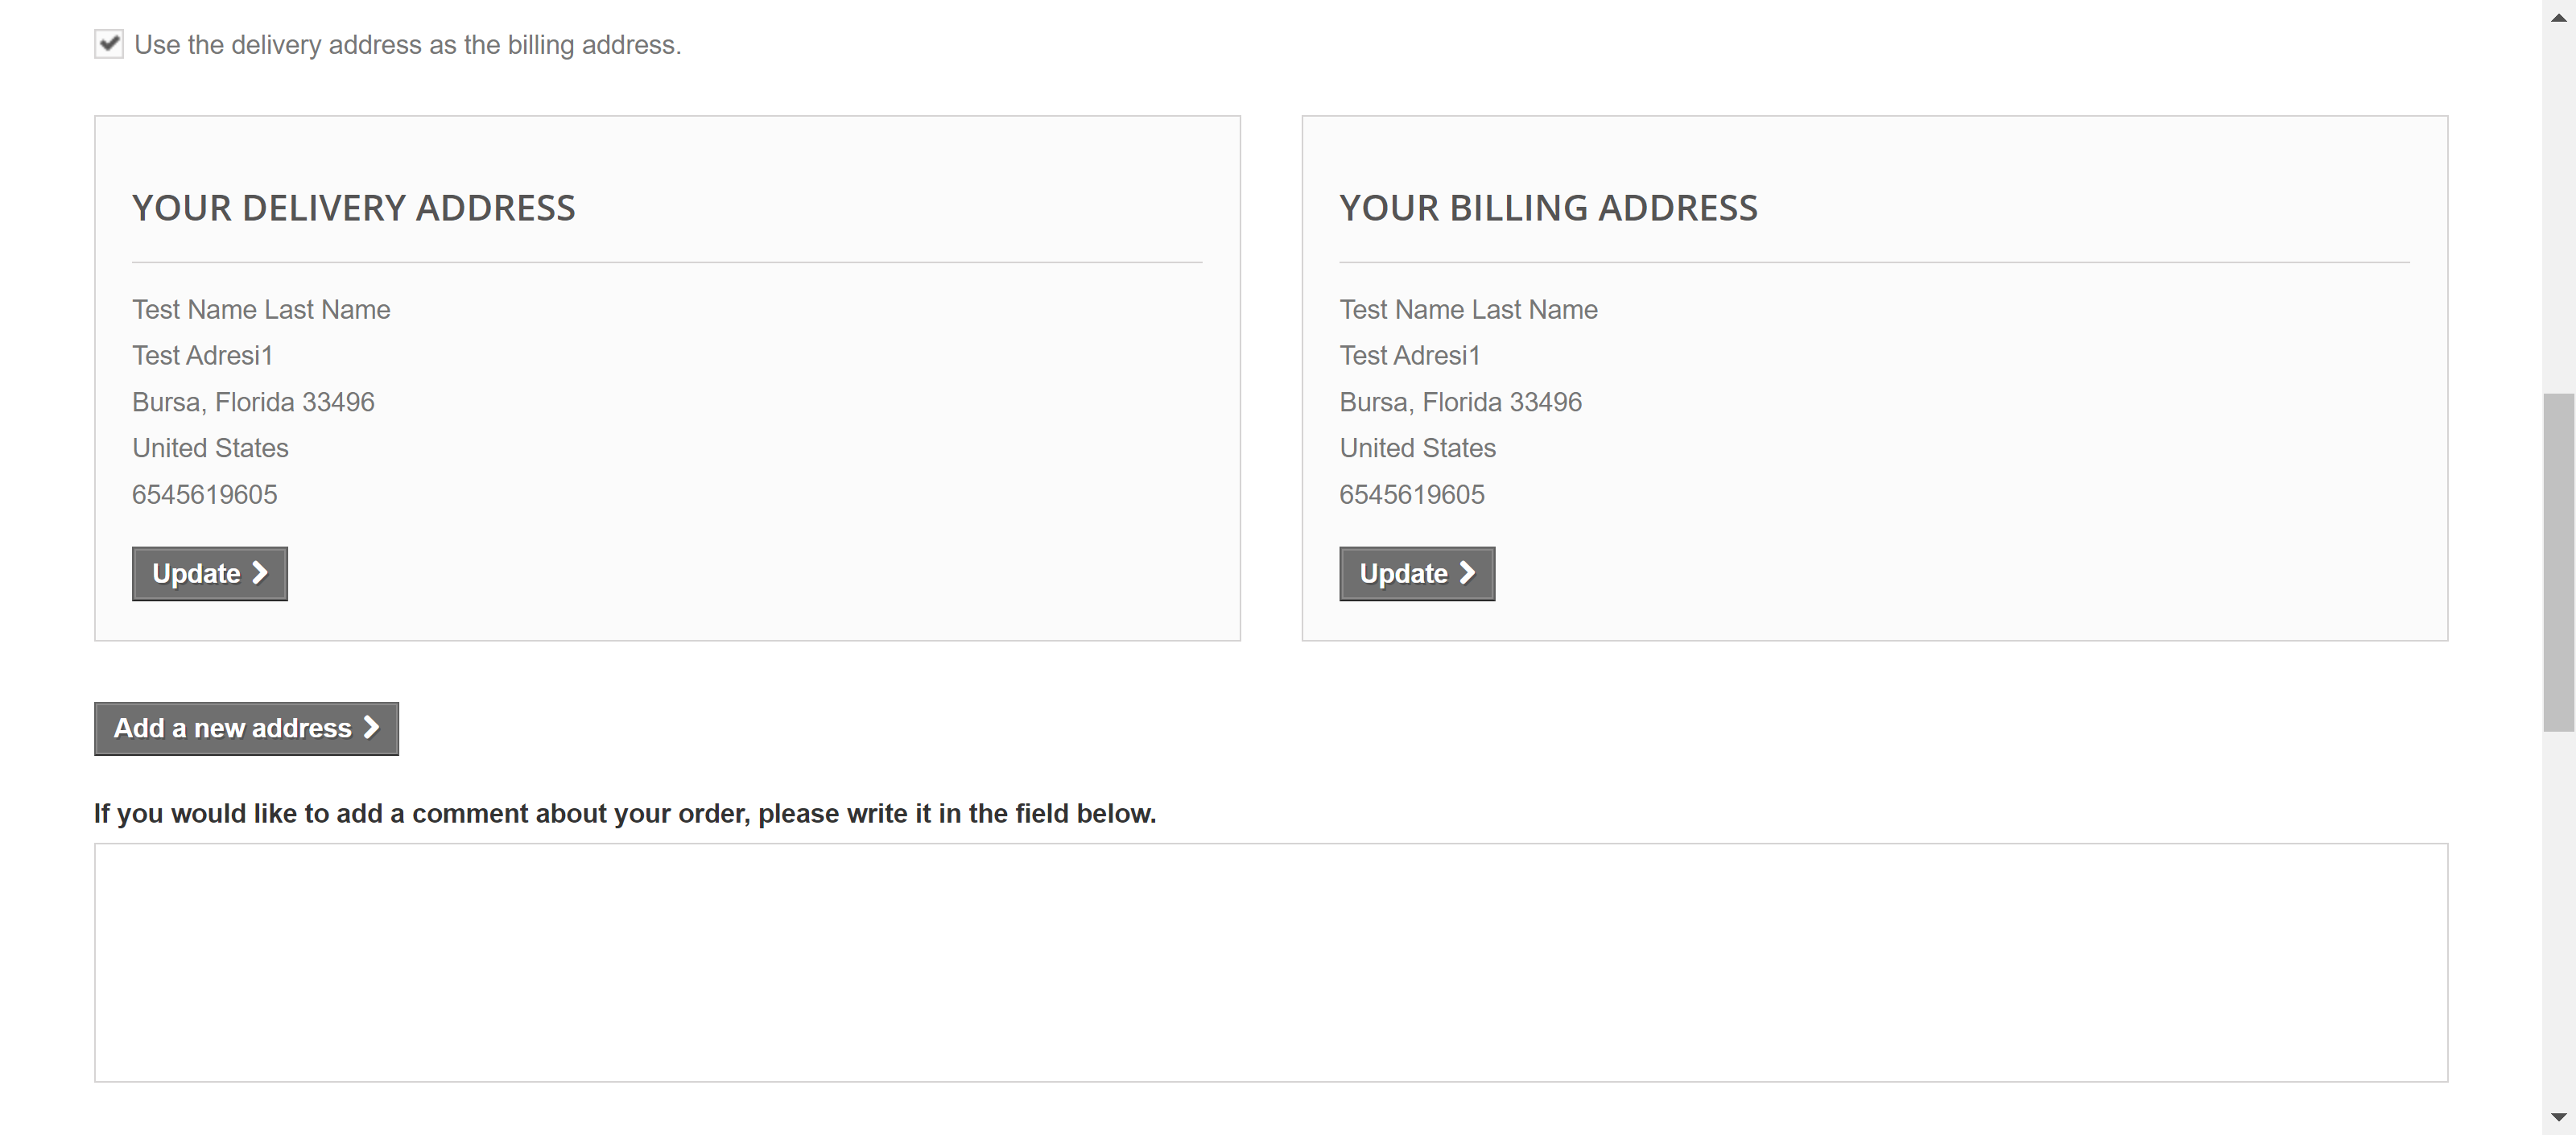 Use the delivery address as the billing address.
YOUR DELIVERY ADDRESS
Test Name Last Name
Test Adresi1
Bursa, Florida 33496
United States
6545619605
Update
YOUR BILLING ADDRESS
Test Name Last Name
Test Adresi1
Bursa, Florida 33496
United States
6545619605
Update
Add a new address
If you would like to add a comment about your order, please write it in the field below.